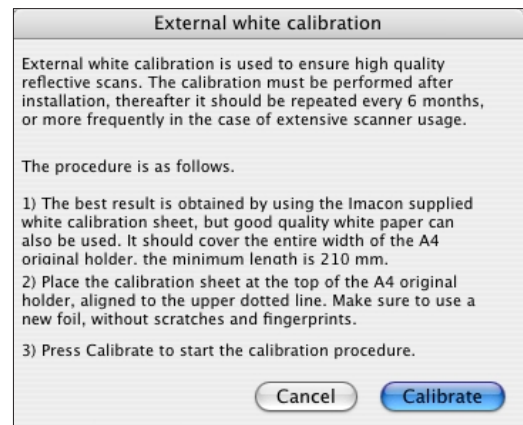 External white calibration
External white calibration is used to ensure high quality
reflective scans. The calibration must be performed after
installation, thereafter it should be repeated every 6 months,
or more frequently in the case of extensive scanner usage.
The procedure is as follows.
1) The best result is obtained by using the Imacon supplied
white calibration sheet, but good quality white paper can
also be used. It should cover the entire width of the A4
original holder. the minimum length is 210 mm.
2) Place the calibration sheet at the top of the A4 original
holder, aligned to the upper dotted line. Make sure to use a
new foil, without scratches and fingerprints.
3) Press Calibrate to start the calibration procedure.
Cancel Calibrate